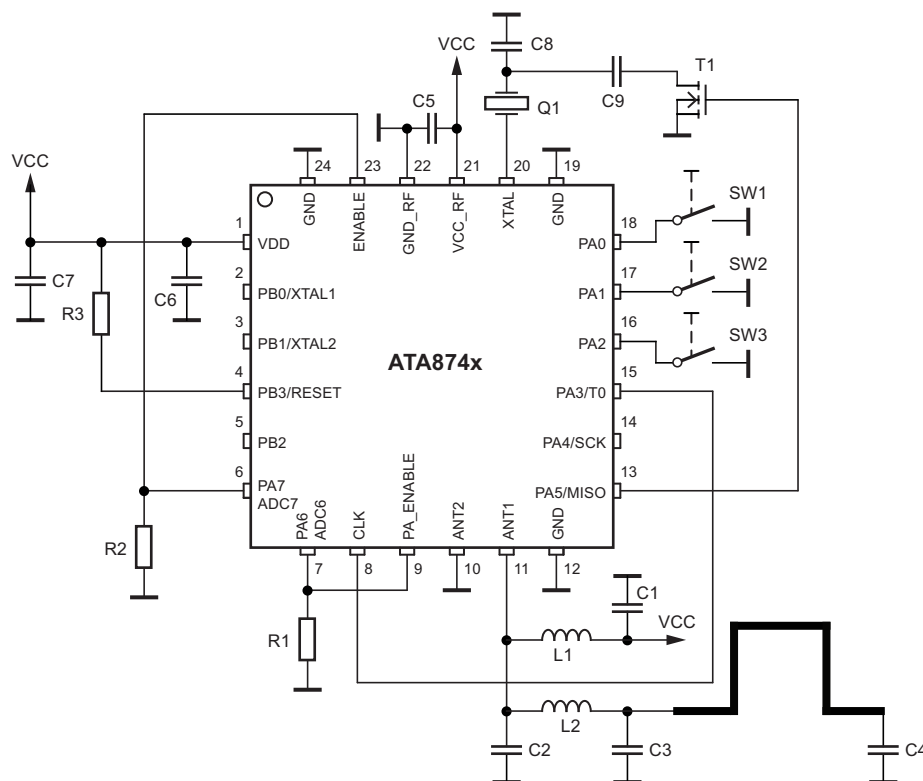 C8
VCC
T1
C5
C9
Q1
VCC
24
23
22
21
20
19
GND
ENABLE
GND_RF
VCC_RF
XTAL
GND
SW1
1
VDD
18
PA0
C7
C6
R3
2
PB0/XTAL1
17
PA1
SW2
3
PB1/XTAL2
16
PA2
SW3
ATA874x
4
PB3/RESET
15
PA3/T0
5
PB2
14
PA4/SCK
6
PA7
ADC7
13
PA5/MISO
PA6
ADC6
CLK
PA_ENABLE
ANT2
ANT1
GND
R2
7
8
9
10
11
12
C1
R1
VCC
L1
L2
C2
C3
C4